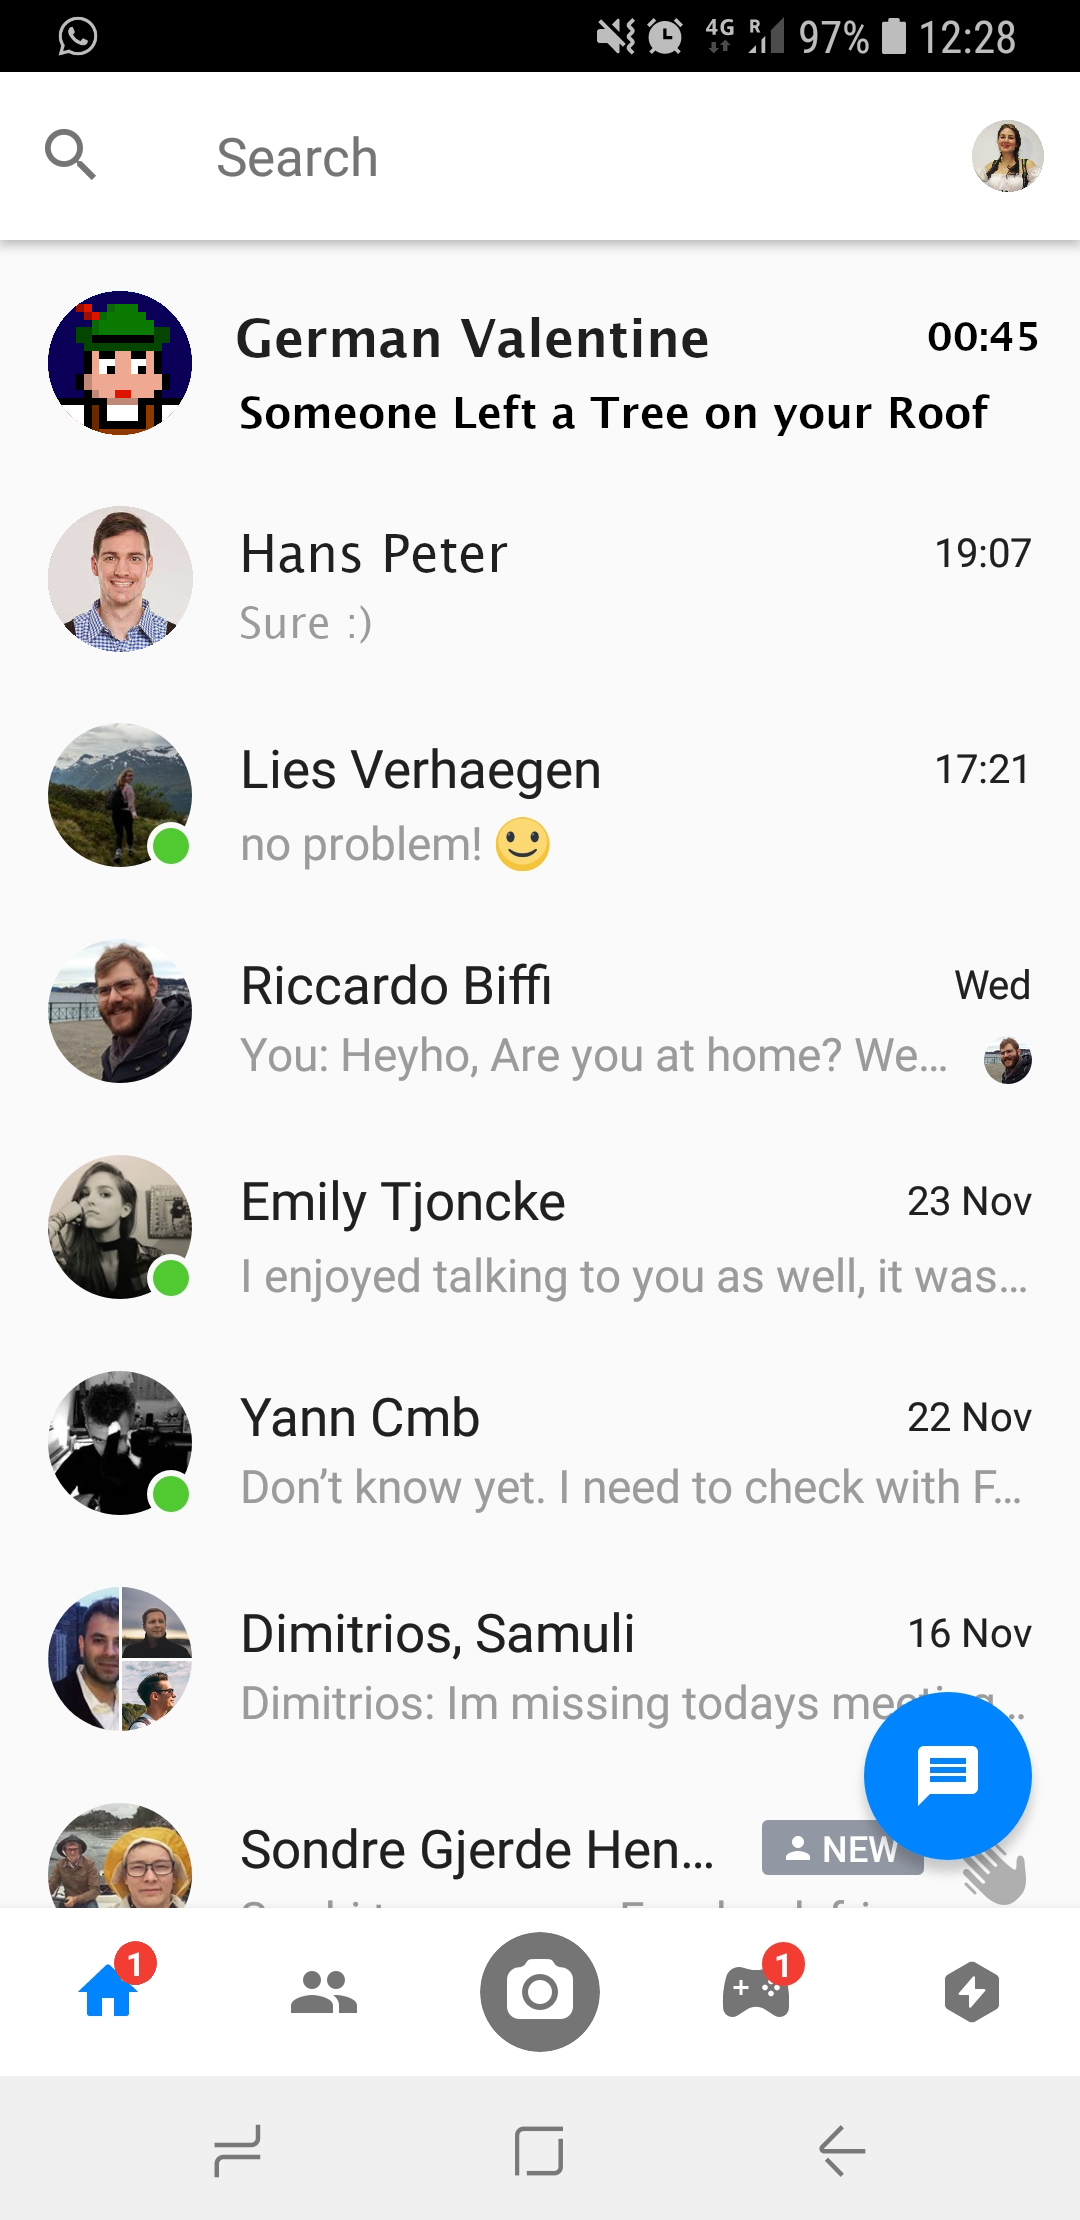 4G R 97% 12:28
Search
German Valentine 00:45
Someone Left a Tree on your Roof
Hans Peter 19:07
Sure :)
Lies Verhaegen 17:21
no problem! 🙂
Riccardo Biffi Wed
You: Heyho, Are you at home? We...
Emily Tjoncke 23 Nov
I enjoyed talking to you as well, it was...
Yann Cmb 22 Nov
Don't know yet. I need to check with F...
Dimitrios, Samuli 16 Nov
Dimitrios: Im missing todays meeting...
Sondre Gjerde Hen... NEW
1 1